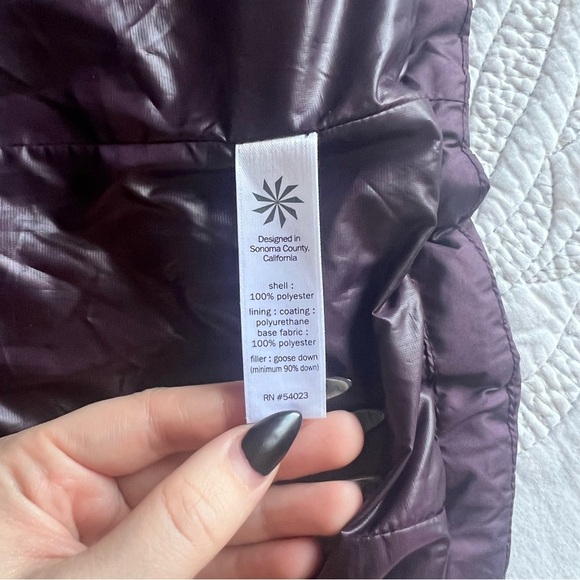 Designed in
Sonoma County,
California
shell :
100% polyester
lining : coating :
polyurethane
base fabric :
100% polyester
filler : goose down
(minimum 90% down)
RN #54023